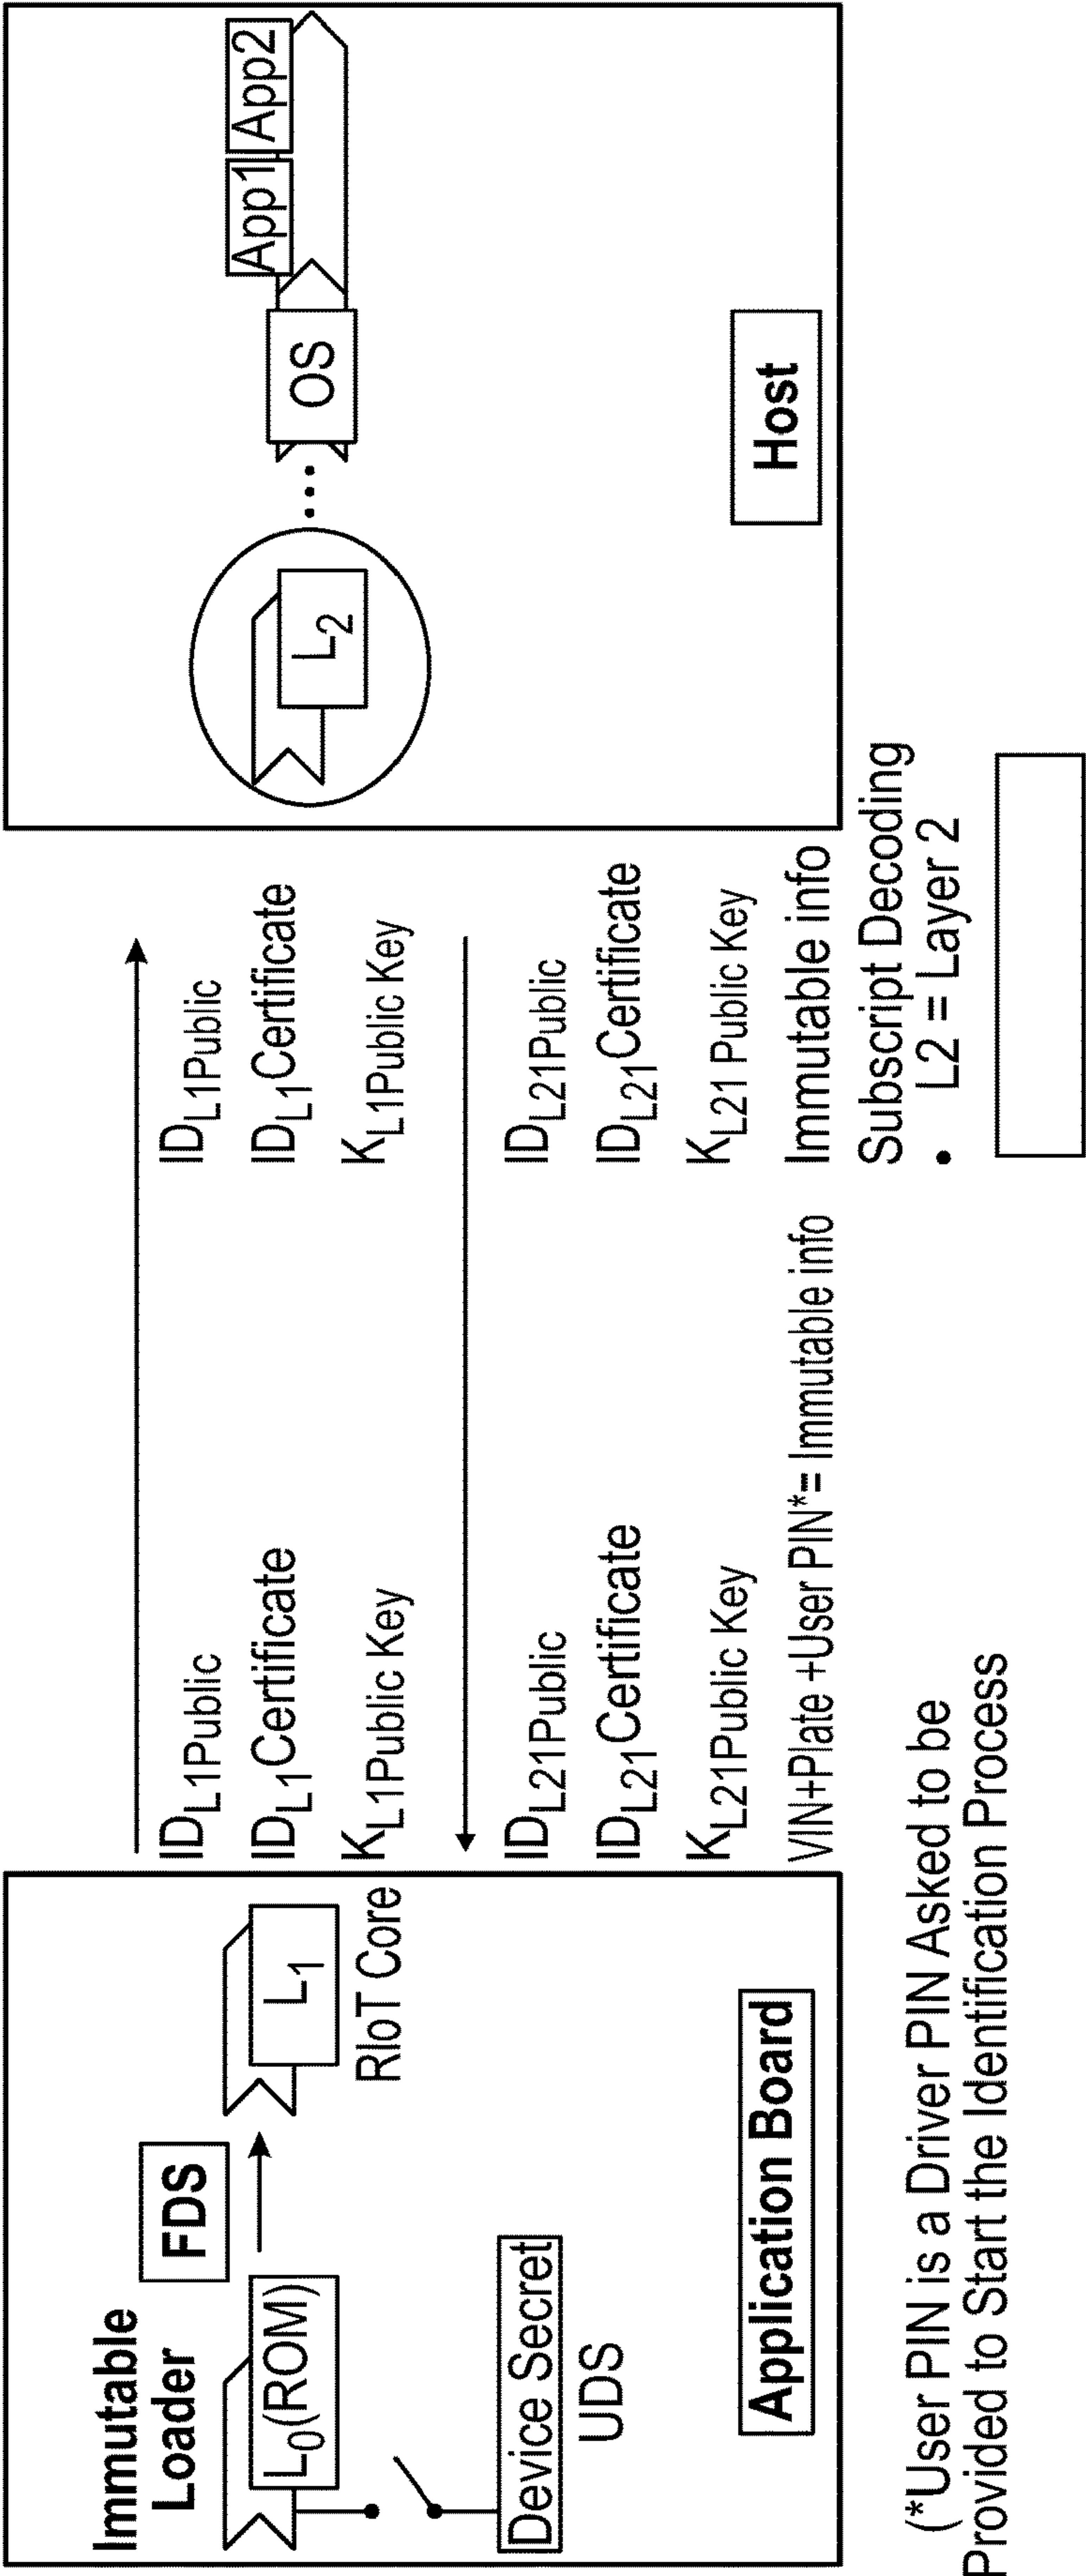 Immutable
Loader
FDS
L0(ROM)
L1
RIoT Core
Device Secret
UDS
Application Board
IDL1Public
IDL1Certificate
KL1Public Key
IDL21Public
IDL21Certificate
KL21Public Key
VIN+Plate +User PIN*= Immutable info
IDL1Public
IDL1Certificate
KL1Public Key
IDL21Public
IDL21Certificate
KL21 Public Key
Immutable info
Subscript Decoding
• L2 = Layer 2
L2
OS
App1
App2
Host
(*User PIN is a Driver PIN Asked to be
Provided to Start the Identification Process